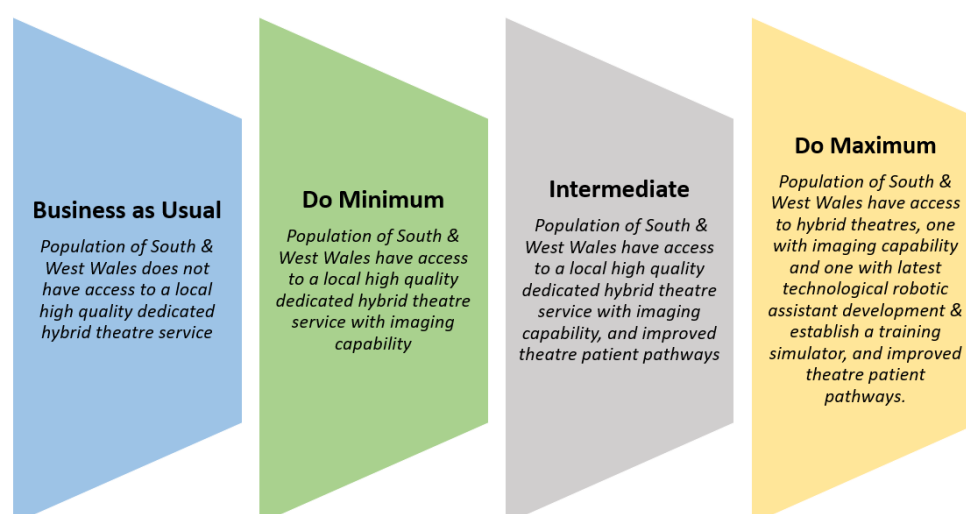 Business as Usual
Population of South &
West Wales does not
have access to a local
high quality dedicated
hybrid theatre service
Do Minimum
Population of South &
West Wales have access
to a local high quality
dedicated hybrid theatre
service with imaging
capability
Intermediate
Population of South &
West Wales have access
to a local high quality
dedicated hybrid theatre
service with imaging
capability, and improved
theatre patient pathways
Do Maximum
Population of South &
West Wales have access
to hybrid theatres, one
with imaging capability
and one with latest
technological robotic
assistant development &
establish a training
simulator, and improved
theatre patient
pathways.